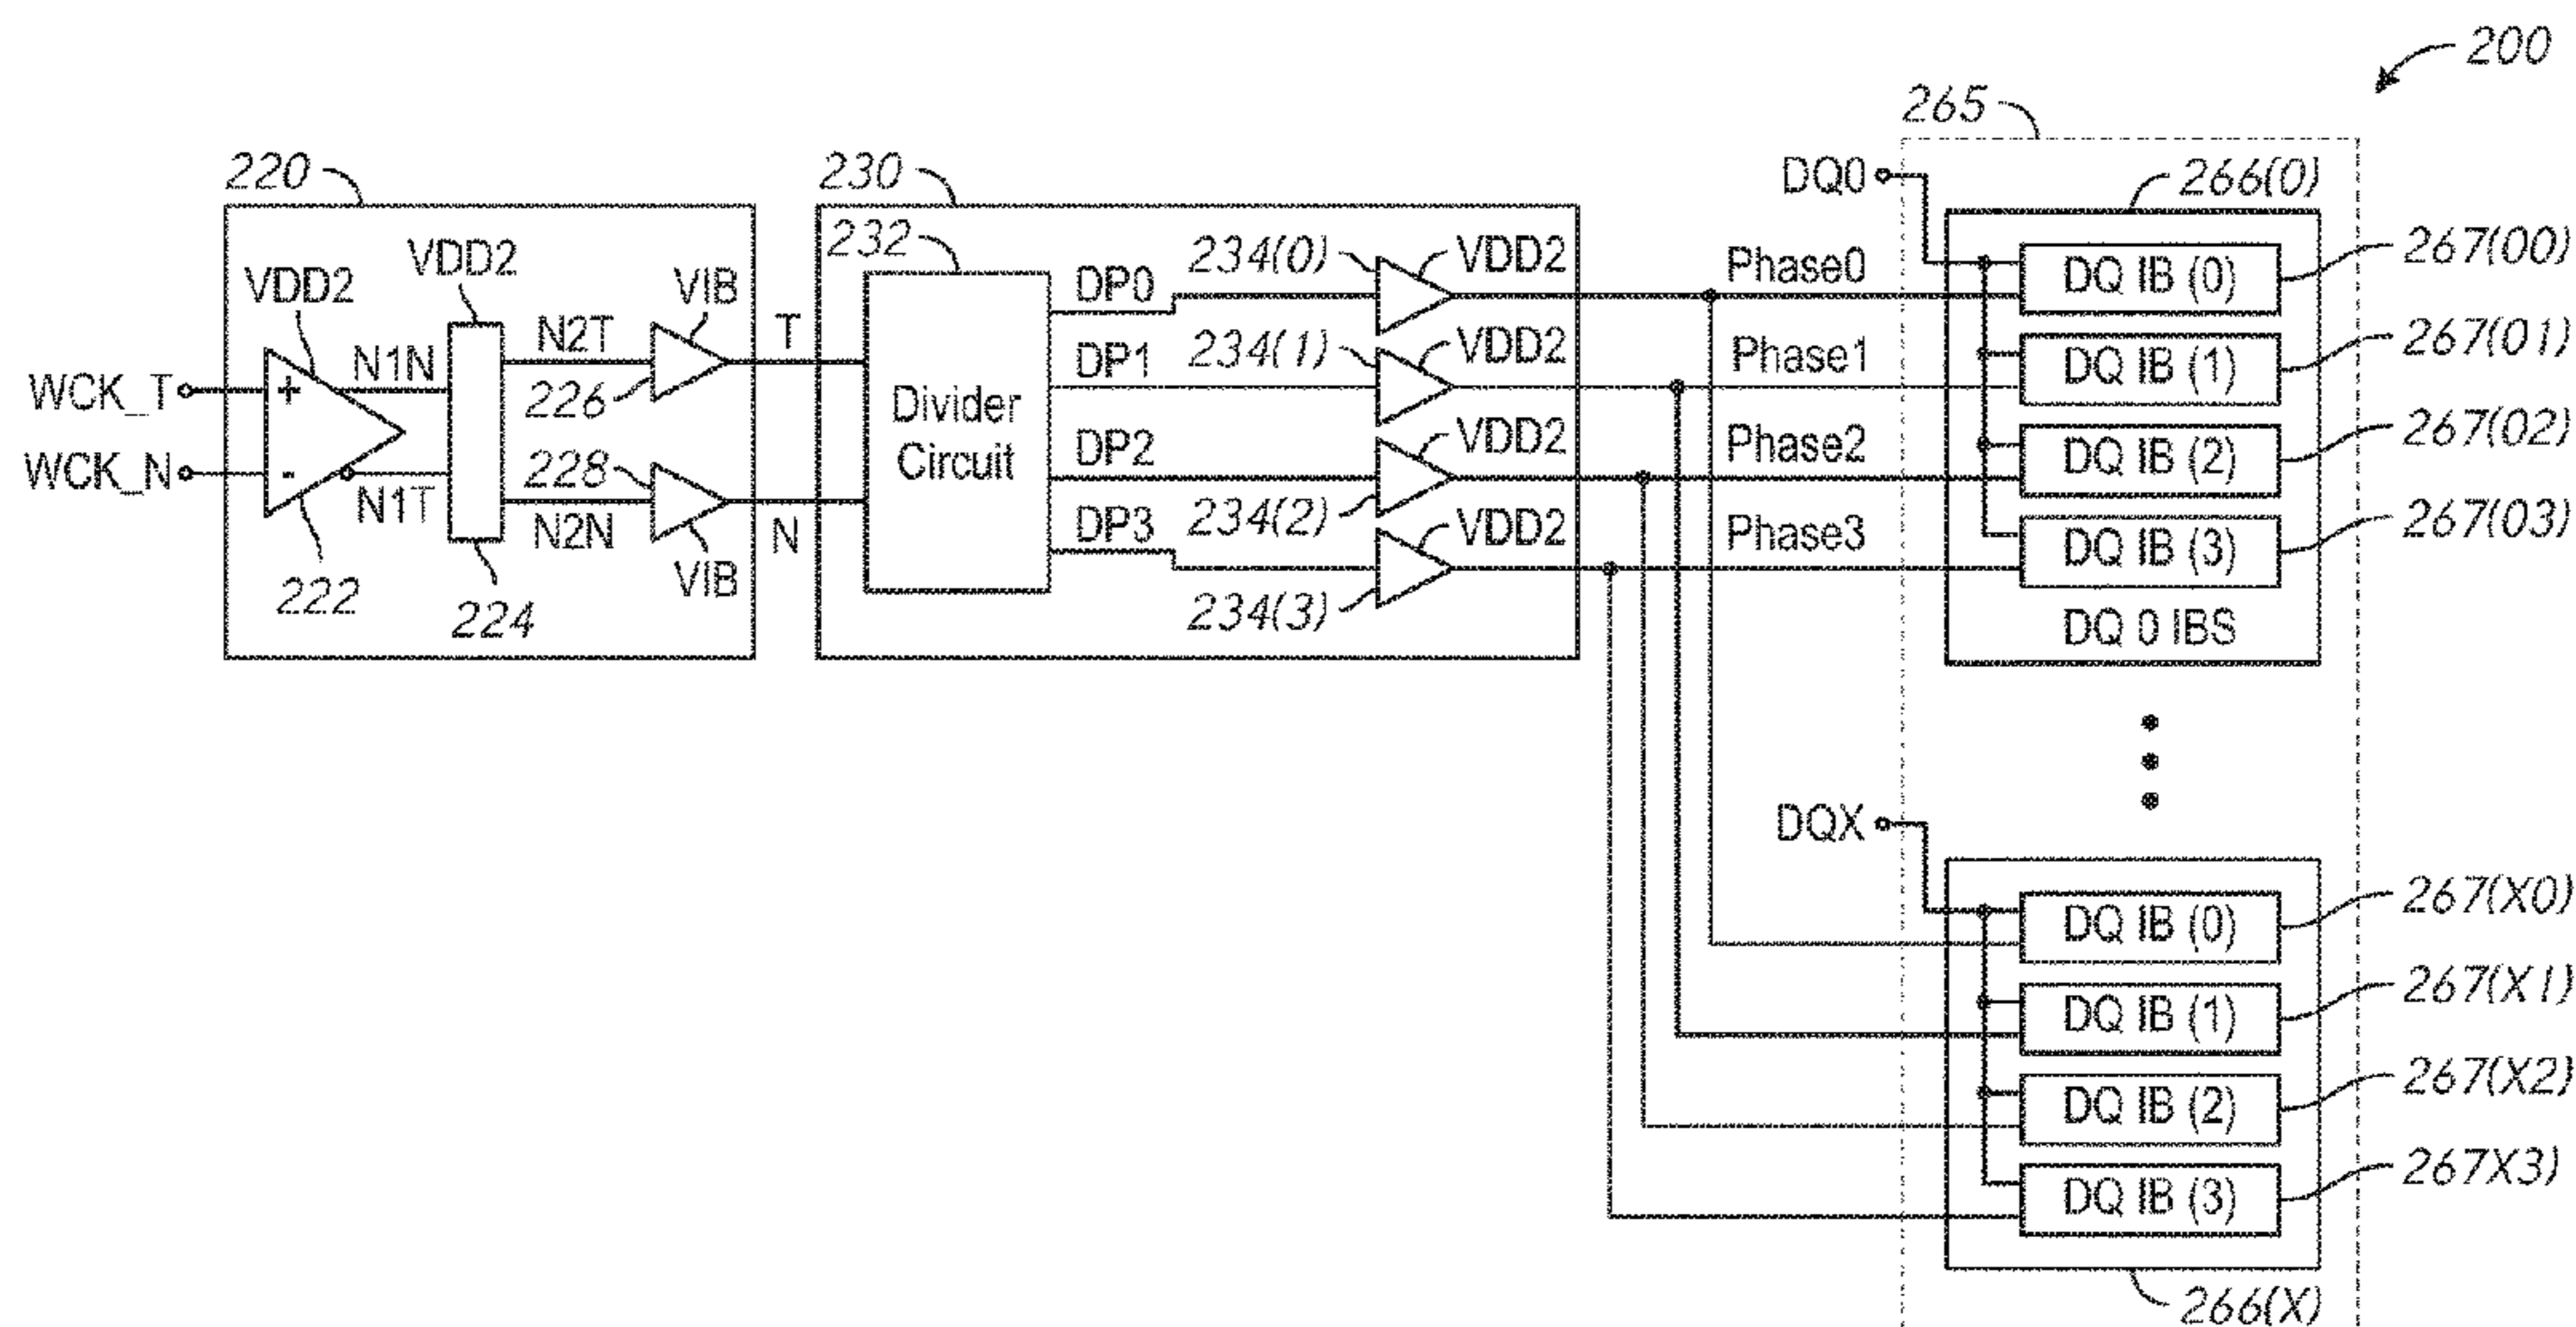 200
265
220
230
DQ0
266(0)
232
VDD2
VDD2
VIB
T
DP0
234(0)
VDD2
Phase0
DQ IB (0)
267(00)
WCK_T
+
N1N
N2T
226
Divider
Circuit
DP1
234(1)
VDD2
Phase1
DQ IB (1)
267(01)
WCK_N
-
N1T
228
N2N
VIB
N
DP2
234(2)
VDD2
Phase2
DQ IB (2)
267(02)
222
224
DP3
234(3)
VDD2
Phase3
DQ IB (3)
267(03)
DQ 0 IBS
DQX
DQ IB (0)
267(X0)
DQ IB (1)
267(X1)
DQ IB (2)
267(X2)
DQ IB (3)
267X3)
266(X)